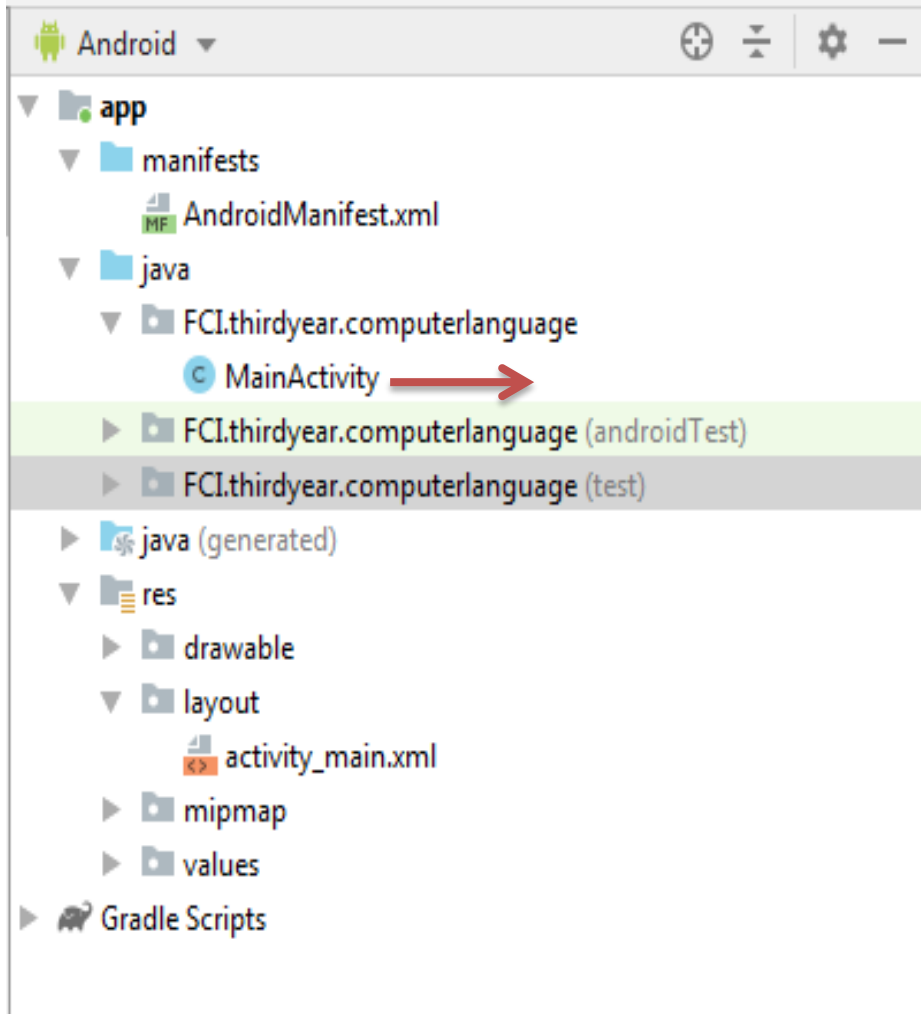 Android
app
manifests
MF AndroidManifest.xml
java
FCI.thirdyear.computerlanguage
C MainActivity
FCI.thirdyear.computerlanguage (androidTest)
FCI.thirdyear.computerlanguage (test)
java (generated)
res
drawable
layout
<> activity_main.xml
mipmap
values
Gradle Scripts